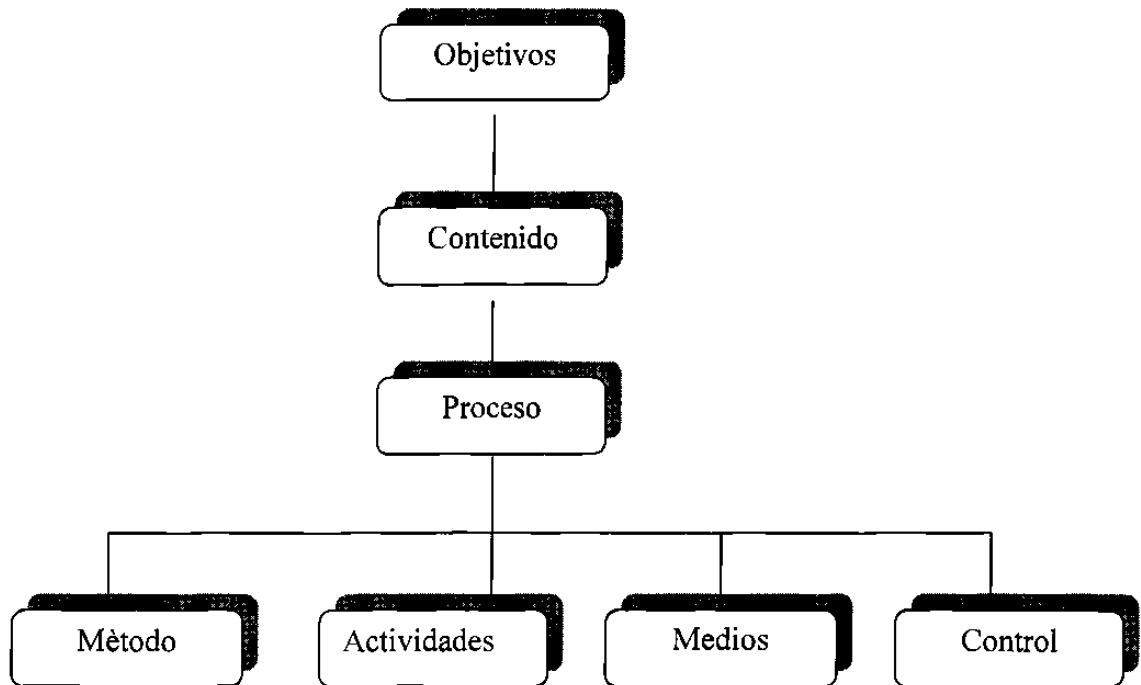 Objetivos
Contenido
Proceso
Mètodo
Actividades
Medios
Control